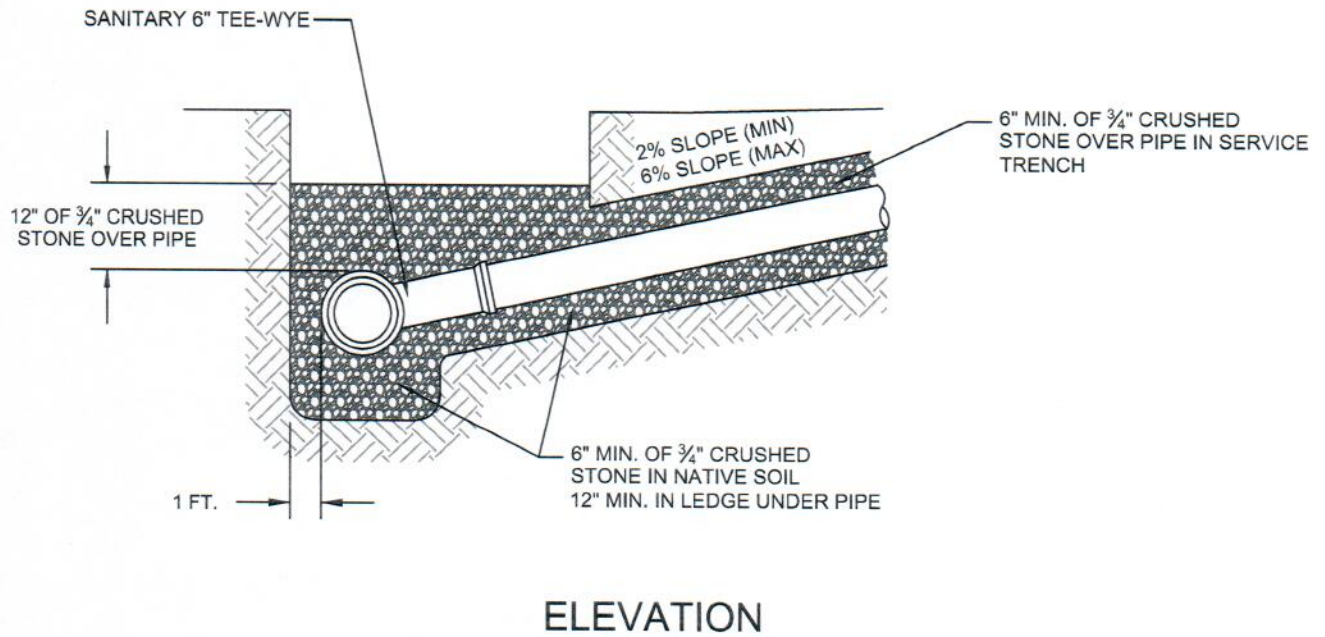 SANITARY 6" TEE-WYE
2% SLOPE (MIN)
6% SLOPE (MAX)
6" MIN. OF ¾" CRUSHED
STONE OVER PIPE IN SERVICE
TRENCH
12" OF ¾" CRUSHED
STONE OVER PIPE
6" MIN. OF ¾" CRUSHED
STONE IN NATIVE SOIL
12" MIN. IN LEDGE UNDER PIPE
1 FT.
ELEVATION